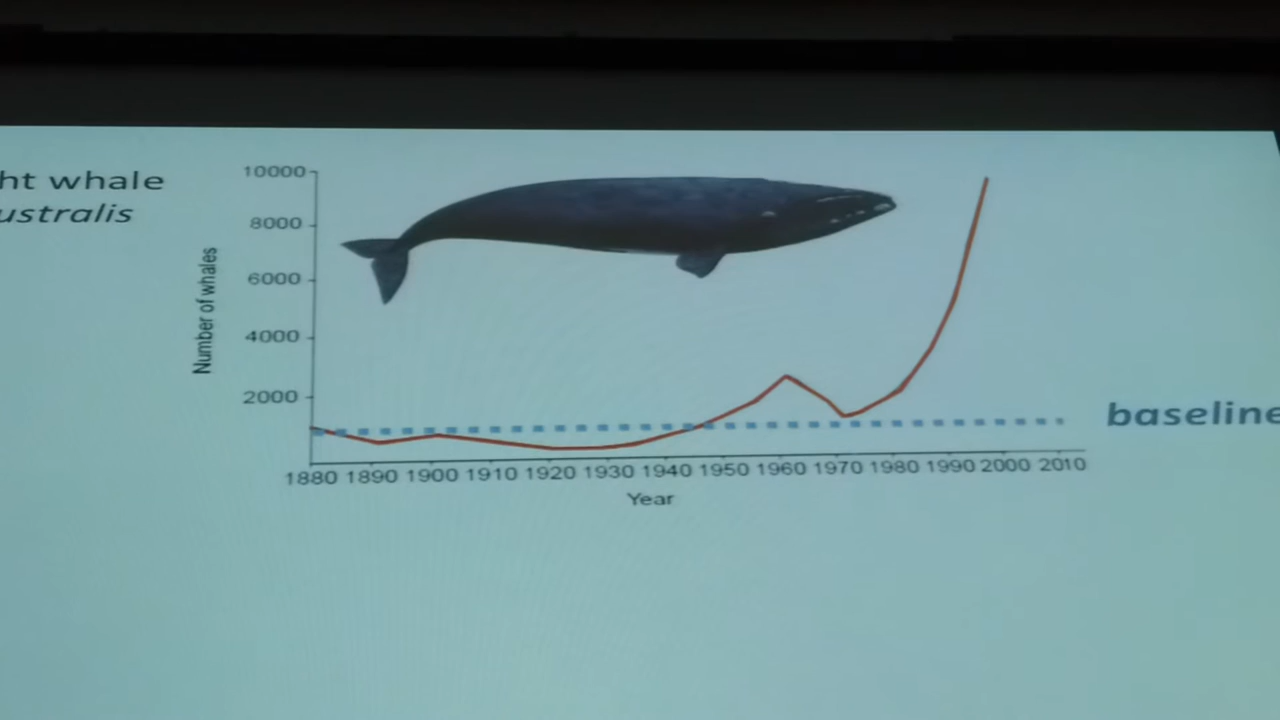 ht whale
ustralis
Number of whales
10000
8000
6000
4000
2000
1880 1890 1900 1910 1920 1930 1940 1950 1960 1970 1980 1990 2000 2010
Year
baseline